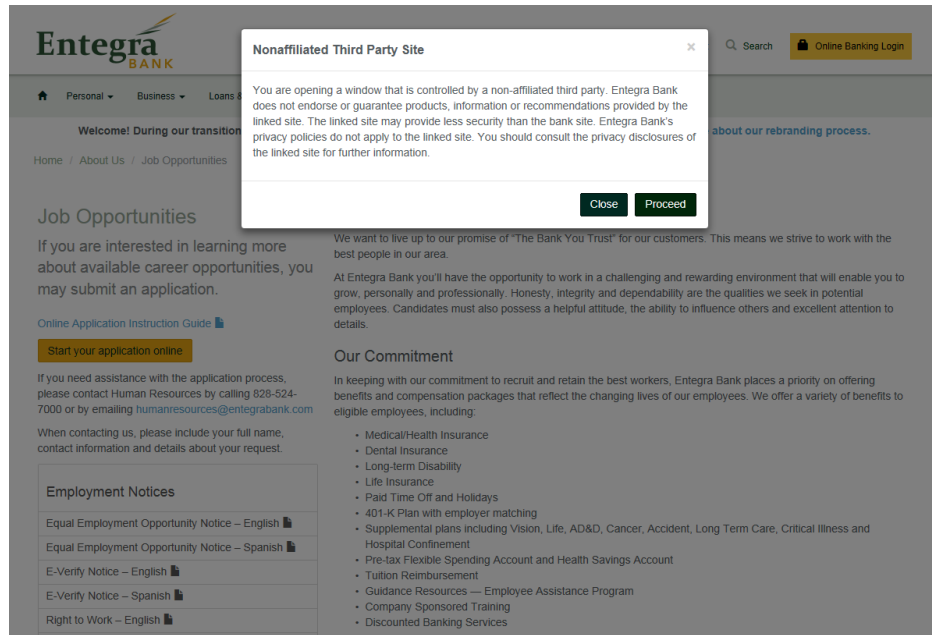 Entegra
BANK
Search
Online Banking Login
Nonaffiliated Third Party Site
×
You are opening a window that is controlled by a non-affiliated third party. Entegra Bank
does not endorse or guarantee products, information or recommendations provided by the
linked site. The linked site may provide less security than the bank site. Entegra Bank's
privacy policies do not apply to the linked site. You should consult the privacy disclosures of
the linked site for further information.
Close Proceed
Personal Business Loans &
Welcome! During our transition
about our rebranding process.
Home / About Us / Job Opportunities
Job Opportunities
If you are interested in learning more
about available career opportunities, you
may submit an application.
Online Application Instruction Guide
Start your application online
If you need assistance with the application process,
please contact Human Resources by calling 828-524-
7000 or by emailing humanresources@entegrabank.com
When contacting us, please include your full name,
contact information and details about your request.
Employment Notices
Equal Employment Opportunity Notice – English
Equal Employment Opportunity Notice – Spanish
E-Verify Notice – English
E-Verify Notice – Spanish
Right to Work – English
We want to live up to our promise of "The Bank You Trust" for our customers. This means we strive to work with the
best people in our area.
At Entegra Bank you'll have the opportunity to work in a challenging and rewarding environment that will enable you to
grow, personally and professionally. Honesty, integrity and dependability are the qualities we seek in potential
employees. Candidates must also possess a helpful attitude, the ability to influence others and excellent attention to
details.
Our Commitment
In keeping with our commitment to recruit and retain the best workers, Entegra Bank places a priority on offering
benefits and compensation packages that reflect the changing lives of our employees. We offer a variety of benefits to
eligible employees, including:
• Medical/Health Insurance
• Dental Insurance
• Long-term Disability
• Life Insurance
• Paid Time Off and Holidays
• 401-K Plan with employer matching
• Supplemental plans including Vision, Life, AD&D, Cancer, Accident, Long Term Care, Critical Illness and
Hospital Confinement
• Pre-tax Flexible Spending Account and Health Savings Account
• Tuition Reimbursement
• Guidance Resources — Employee Assistance Program
• Company Sponsored Training
• Discounted Banking Services